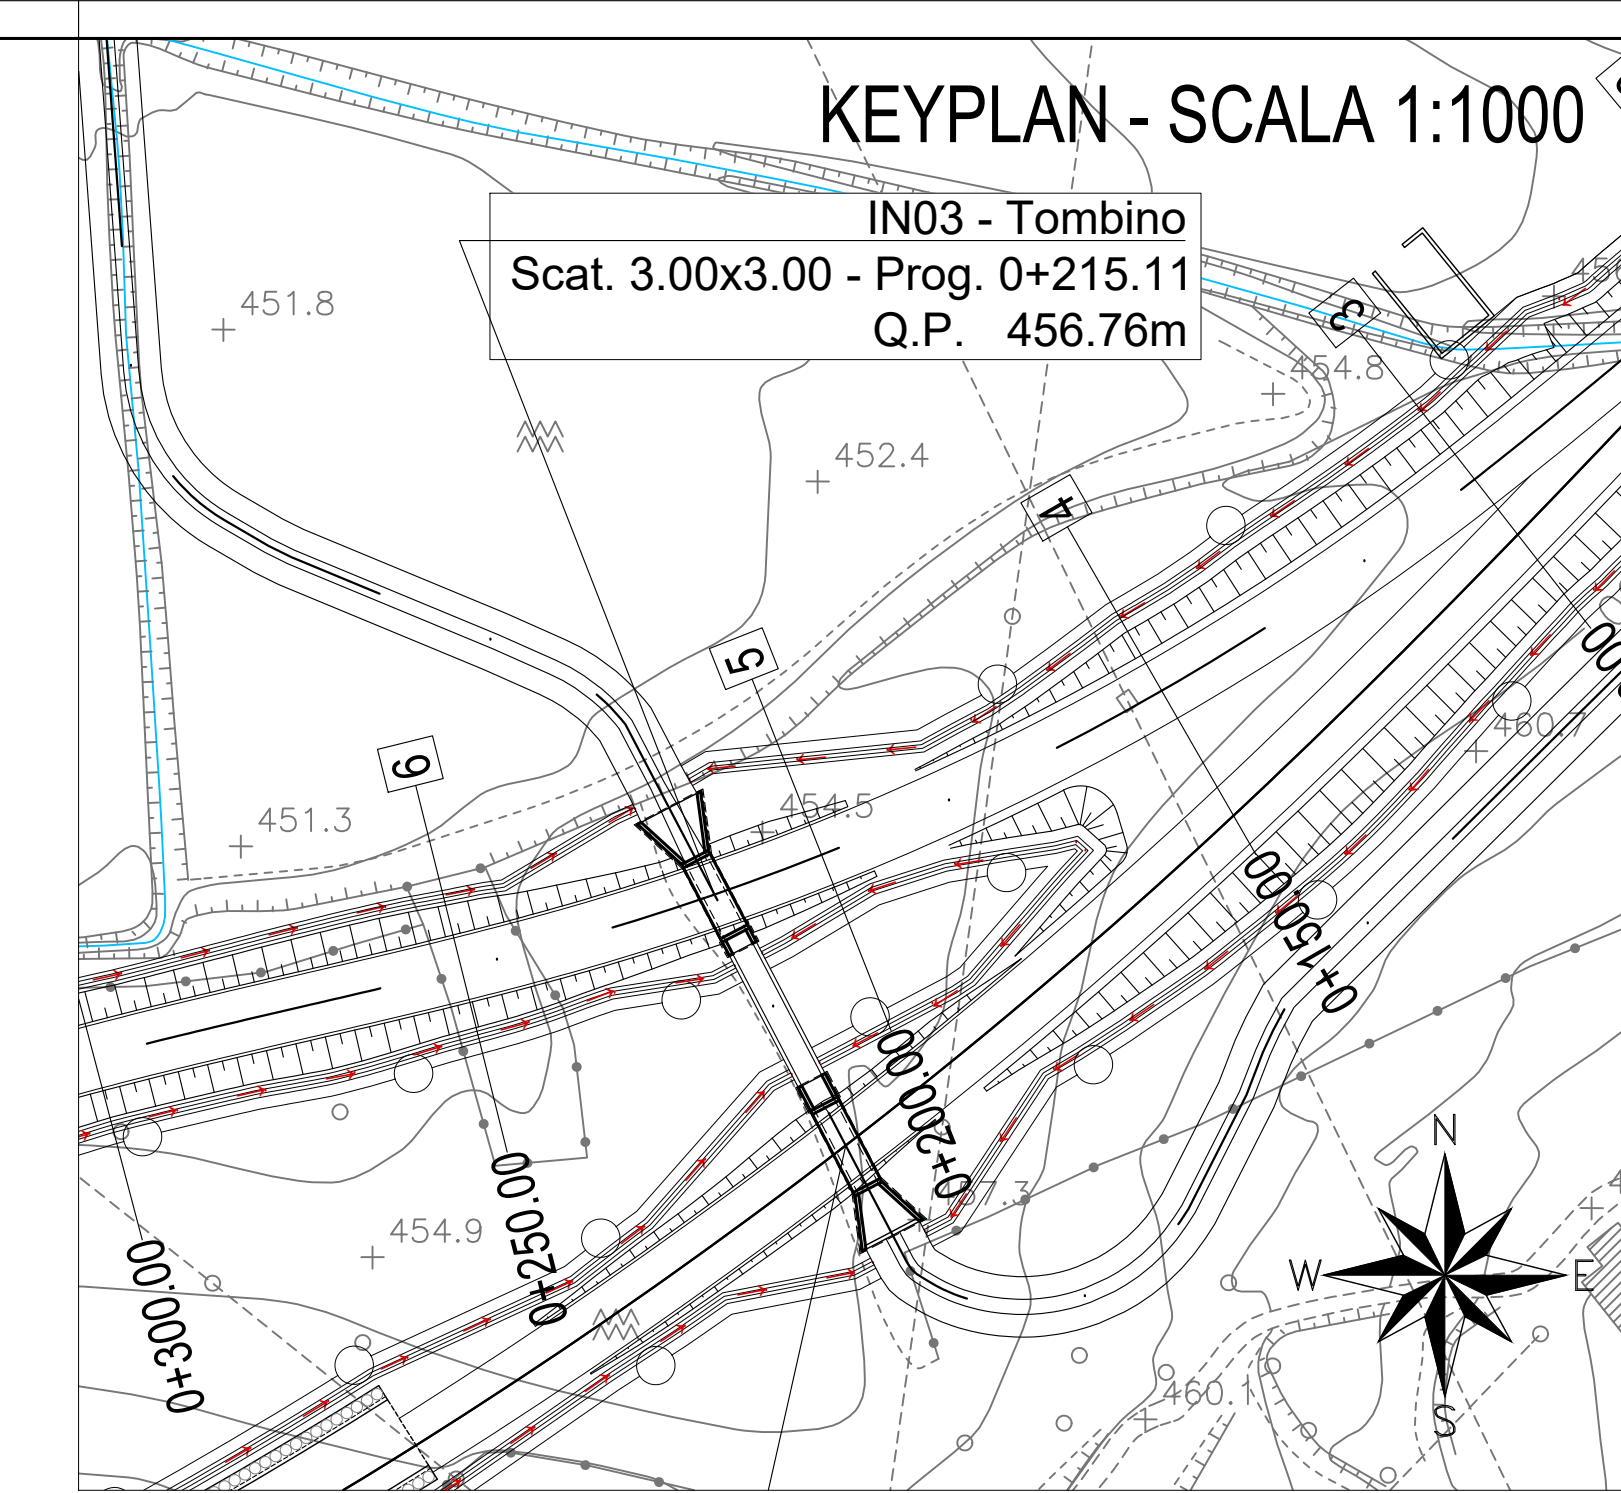 KEYPLAN - SCALA 1:1000
IN03 - Tombino
Scat. 3.00x3.00 - Prog. 0+215.11
Q.P. 456.76m
451.8
3
454.8
452.4
4
5
460.7
6
454.5
451.3
0+150.00
0+200.00
N
0+250.00
454.9
W
E
0+300.00
460.1
S